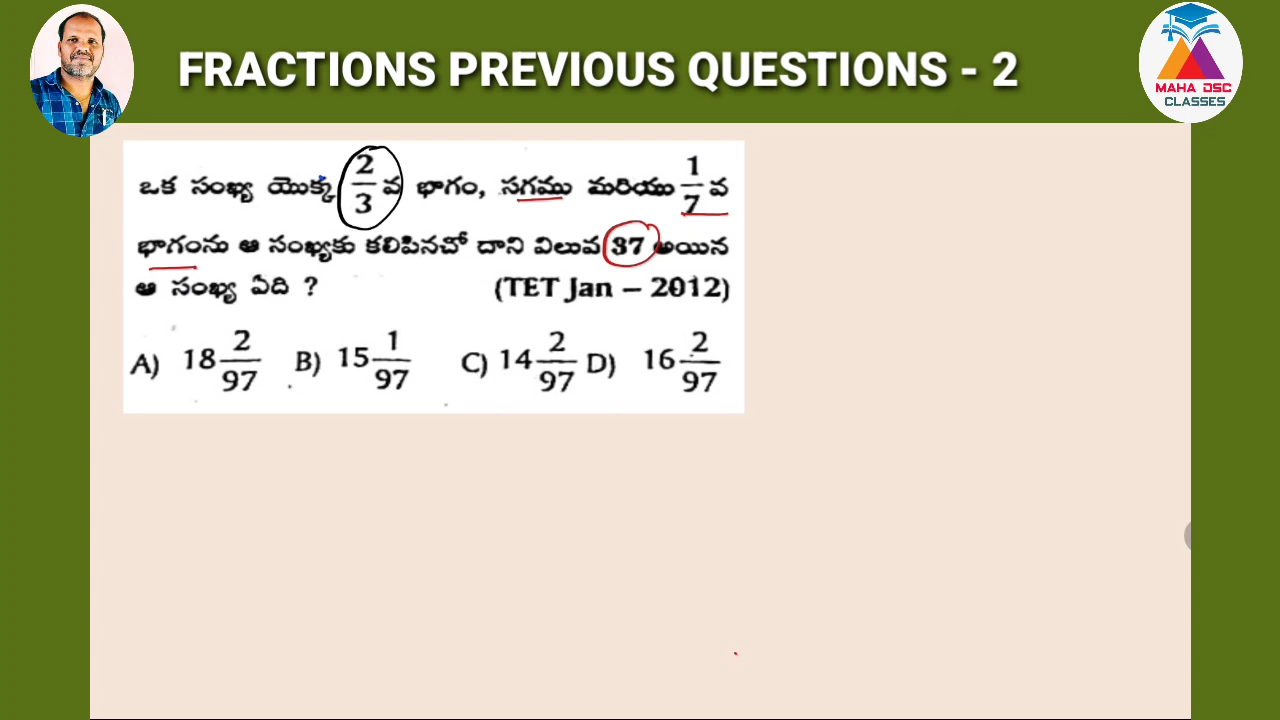 FRACTIONS PREVIOUS QUESTIONS - 2
MAHA DSC
CLASSES
ఒక సంఖ్య యొక్క 2/3 వ భాగం, సగము మరియు 1/7 వ
భాగంను ఆ సంఖ్యకు కలిపినచో దాని విలువ 37 అయిన
ఆ సంఖ్య ఏది ? (TET Jan – 2012)
A) 18 2/97 B) 15 1/97 C) 14 2/97 D) 16 2/97